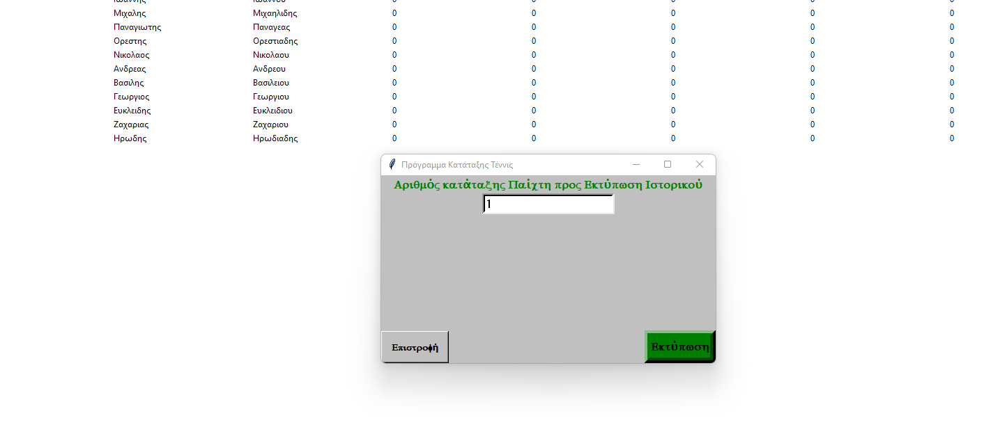 Ιωαννης Ιωαννου 0 0 0 0 0
Μιχαλης Μιχαηλιδης 0 0 0 0 0
Παναγιωτης Παναγεας 0 0 0 0 0
Ορεστης Ορεστιαδης 0 0 0 0 0
Νικολαος Νικολαου 0 0 0 0 0
Ανδρεας Ανδρεου 0 0 0 0 0
Βασιλης Βασιλειου 0 0 0 0 0
Γεωργιος Γεωργιου 0 0 0 0 0
Ευκλειδης Ευκλειδιου 0 0 0 0 0
Ζαχαριας Ζαχαριου 0 0 0 0 0
Ηρωδης Ηρωδιαδης 0 0 0 0 0
Πρόγραμμα Κατάταξης Τέννις
Αριθμός κατάταξης Παίχτη προς Εκτύπωση Ιστορικού
1
Επιστροφή
Εκτύπωση